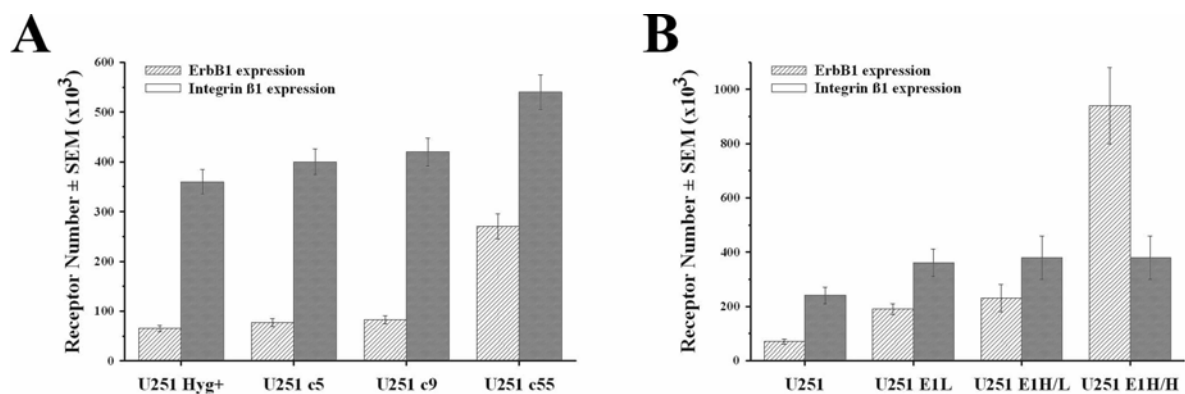 A
Receptor Number ± SEM (x10³)
600
500
400
300
200
100
0
ErbB1 expression
Integrin ß1 expression
U251 Hyg+ U251 c5 U251 c9 U251 c55
B
Receptor Number ± SEM (x10³)
1000
800
600
400
200
0
ErbB1 expression
Integrin ß1 expression
U251 U251 E1L U251 E1H/L U251 E1H/H